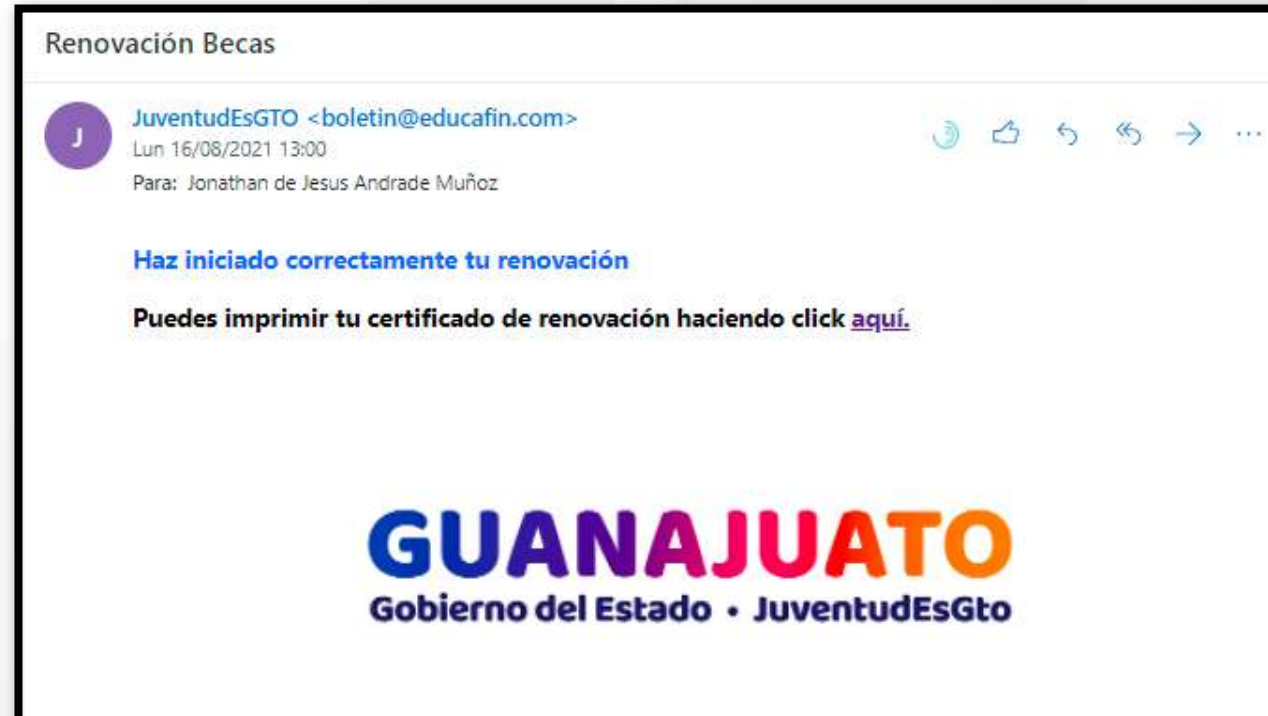 Renovación Becas
J
JuventudEsGTO <boletin@educafin.com>
Lun 16/08/2021 13:00
Para: Jonathan de Jesus Andrade Muñoz
Haz iniciado correctamente tu renovación
Puedes imprimir tu certificado de renovación haciendo click aquí.
GUANAJUATO
Gobierno del Estado • JuventudEsGto